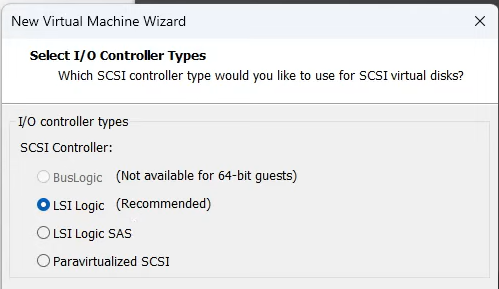 New Virtual Machine Wizard
Select I/O Controller Types
Which SCSI controller type would you like to use for SCSI virtual disks?
I/O controller types
SCSI Controller:
BusLogic (Not available for 64-bit guests)
LSI Logic (Recommended)
LSI Logic SAS
Paravirtualized SCSI